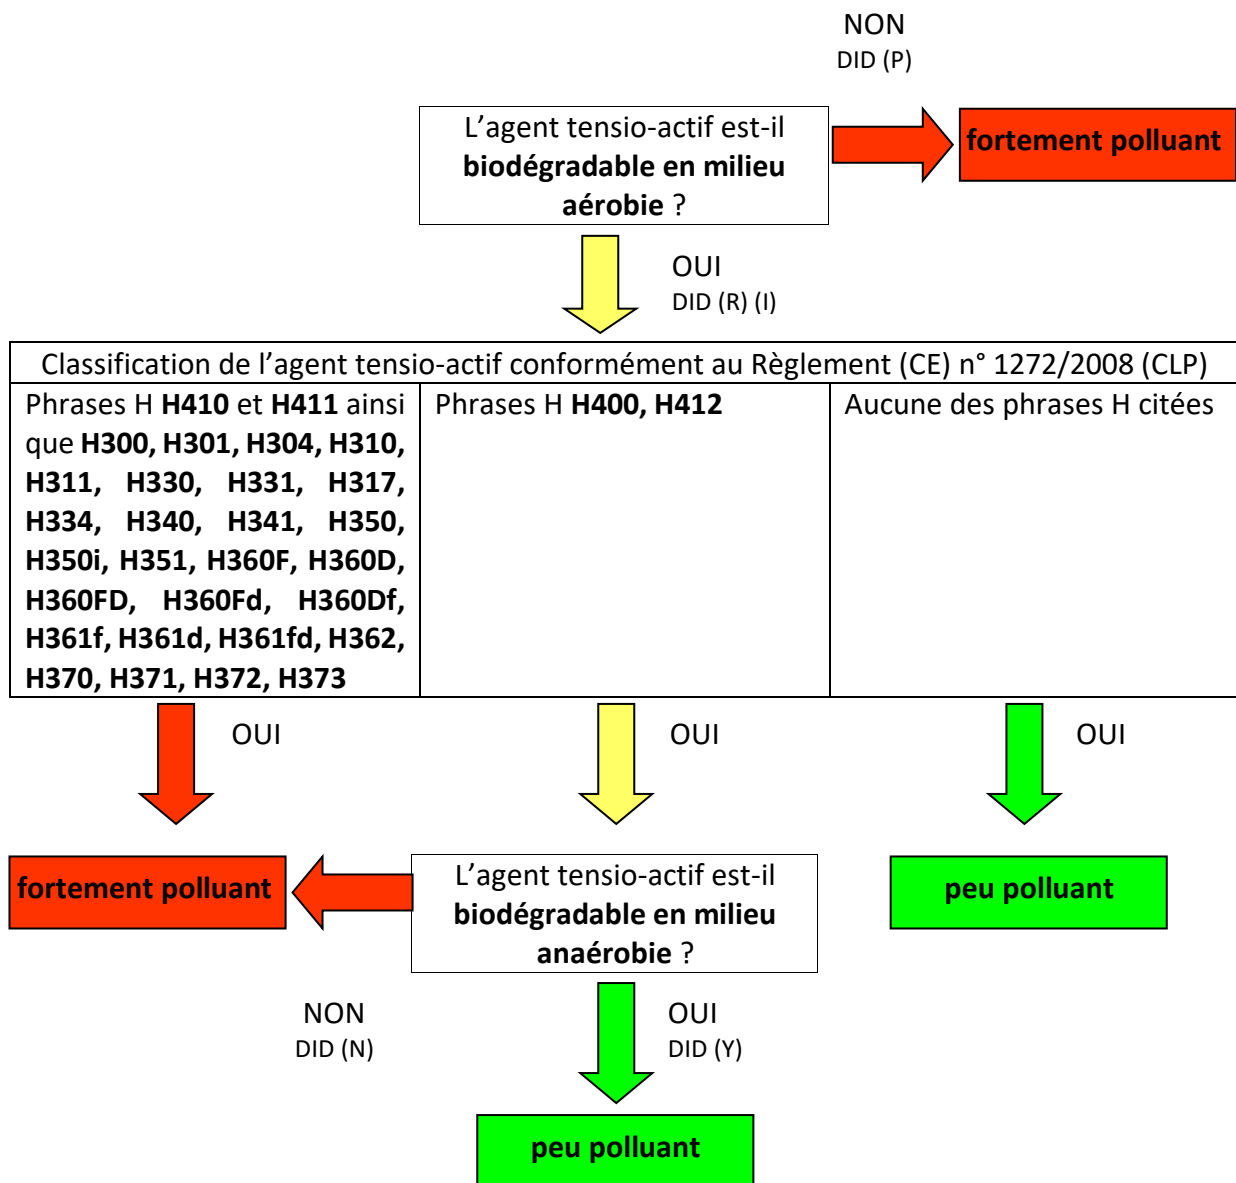 NON
DID (P)
L’agent tensio-actif est-il
biodégradable en milieu
aérobie ?
fortement polluant
OUI
DID (R) (I)
Classification de l’agent tensio-actif conformément au Règlement (CE) n° 1272/2008 (CLP)
Phrases H H410 et H411 ainsi
que H300, H301, H304, H310,
H311, H330, H331, H317,
H334, H340, H341, H350,
H350i, H351, H360F, H360D,
H360FD, H360Fd, H360Df,
H361f, H361d, H361fd, H362,
H370, H371, H372, H373
Phrases H H400, H412
Aucune des phrases H citées
OUI
OUI
OUI
fortement polluant
L’agent tensio-actif est-il
biodégradable en milieu
anaérobie ?
peu polluant
NON
DID (N)
OUI
DID (Y)
peu polluant